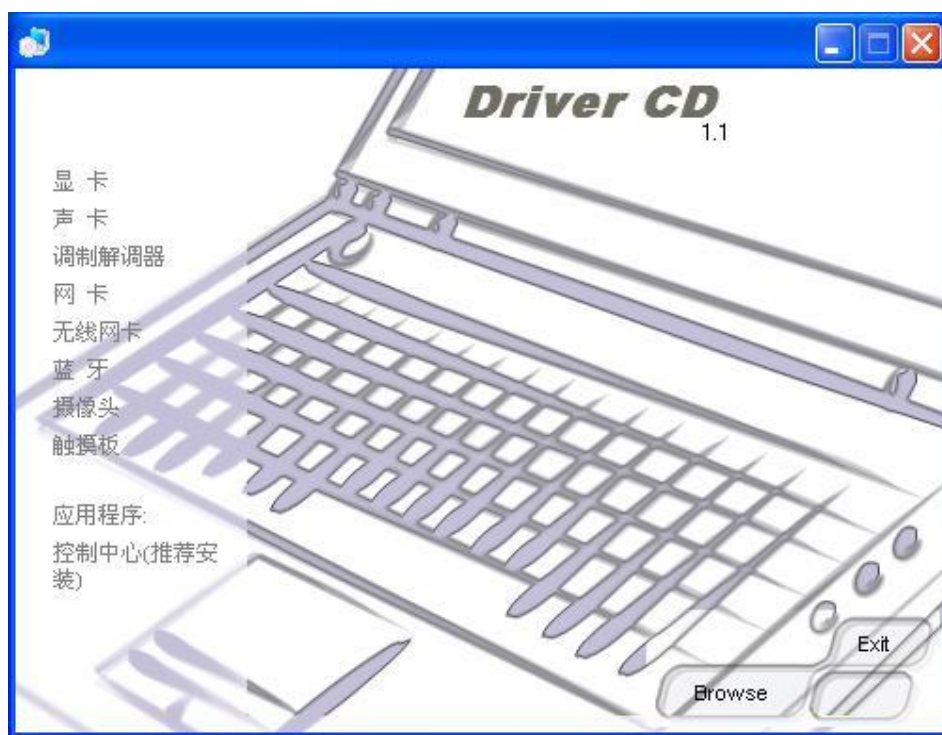 Driver CD
1.1
显 卡
声 卡
调制解调器
网 卡
无线网卡
蓝 牙
摄像头
触摸板
应用程序:
控制中心(推荐安
装)
Exit
Browse